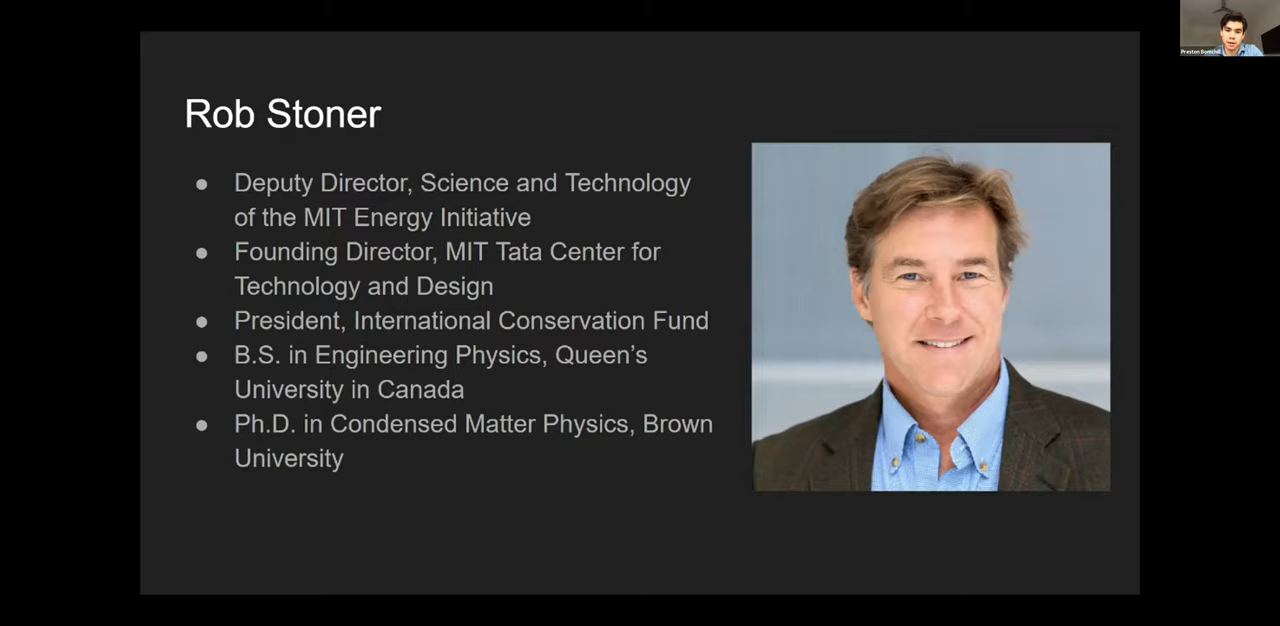 Rob Stoner
● Deputy Director, Science and Technology
of the MIT Energy Initiative
● Founding Director, MIT Tata Center for
Technology and Design
● President, International Conservation Fund
● B.S. in Engineering Physics, Queen’s
University in Canada
● Ph.D. in Condensed Matter Physics, Brown
University
Preston